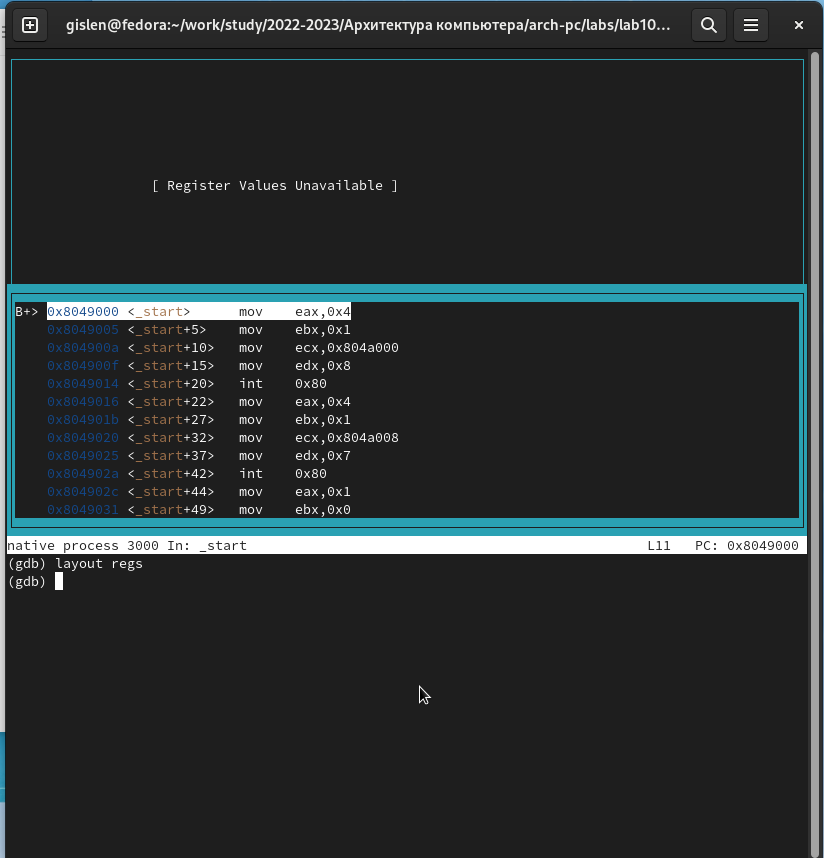 gislen@fedora:~/work/study/2022-2023/Архитектура компьютера/arch-pc/labs/lab10...
[ Register Values Unavailable ]
B+> 0x8049000 <_start>      mov    eax,0x4
    0x8049005 <_start+5>    mov    ebx,0x1
    0x804900a <_start+10>   mov    ecx,0x804a000
    0x804900f <_start+15>   mov    edx,0x8
    0x8049014 <_start+20>   int    0x80
    0x8049016 <_start+22>   mov    eax,0x4
    0x804901b <_start+27>   mov    ebx,0x1
    0x8049020 <_start+32>   mov    ecx,0x804a008
    0x8049025 <_start+37>   mov    edx,0x7
    0x804902a <_start+42>   int    0x80
    0x804902c <_start+44>   mov    eax,0x1
    0x8049031 <_start+49>   mov    ebx,0x0
native process 3000 In: _start                                                  L11   PC: 0x8049000
(gdb) layout regs
(gdb)